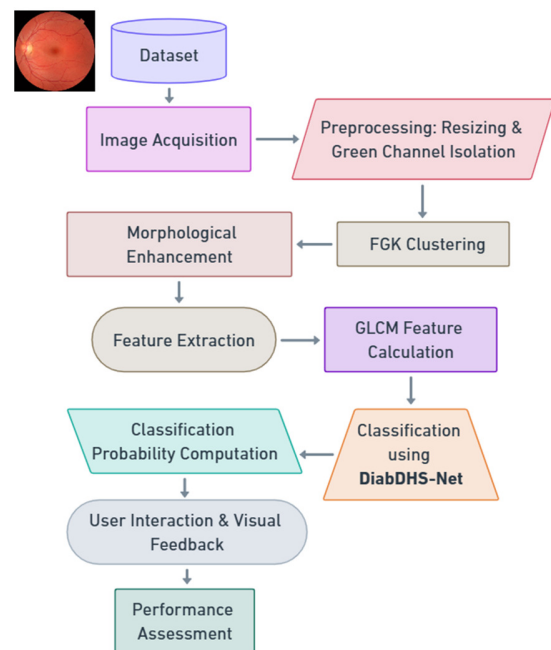 Dataset
Image Acquisition
Preprocessing: Resizing &
Green Channel Isolation
FGK Clustering
Morphological
Enhancement
Feature Extraction
GLCM Feature
Calculation
Classification
using
DiabDHS-Net
Classification
Probability Computation
User Interaction & Visual
Feedback
Performance
Assessment